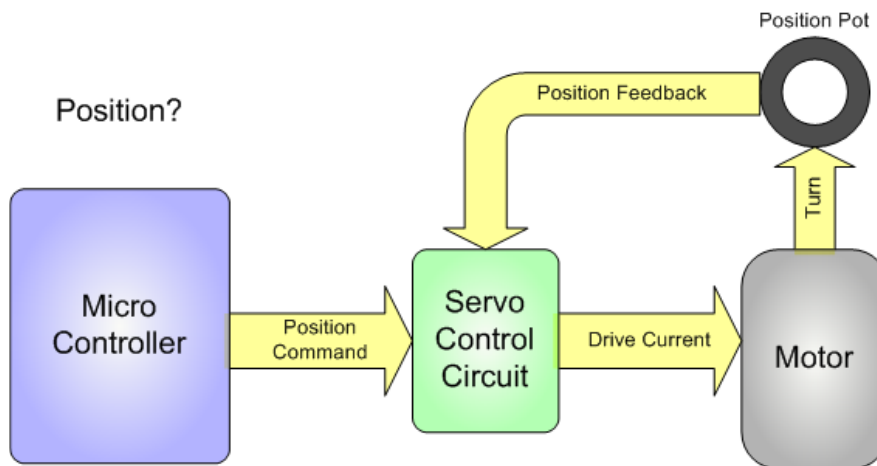 Position Pot
Position Feedback
Position?
Turn
Micro
Controller
Position
Command
Servo
Control
Circuit
Drive Current
Motor